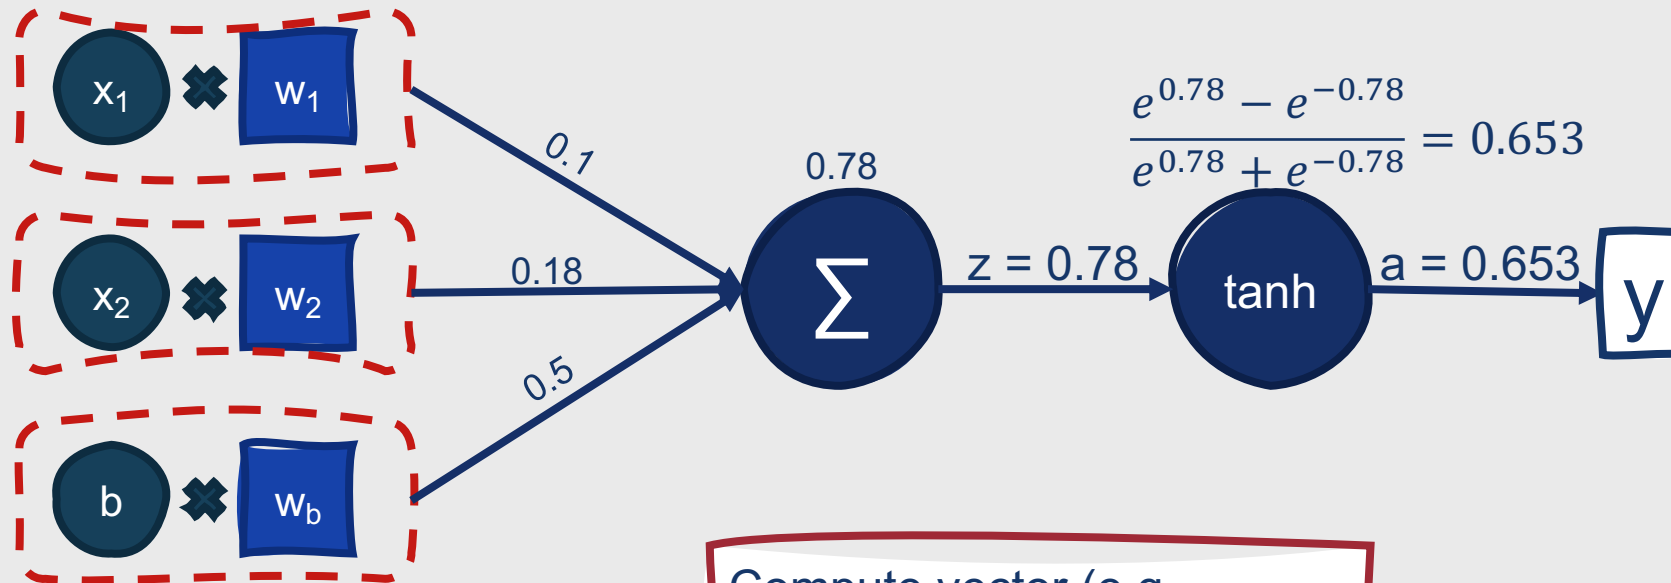 x₁ ✖ w₁
0.1
x₂ ✖ w₂
0.18
b ✖ w_b
0.5
0.78
∑
z = 0.78
e^0.78 − e^−0.78
e^0.78 + e^−0.78
= 0.653
tanh
a = 0.653
y